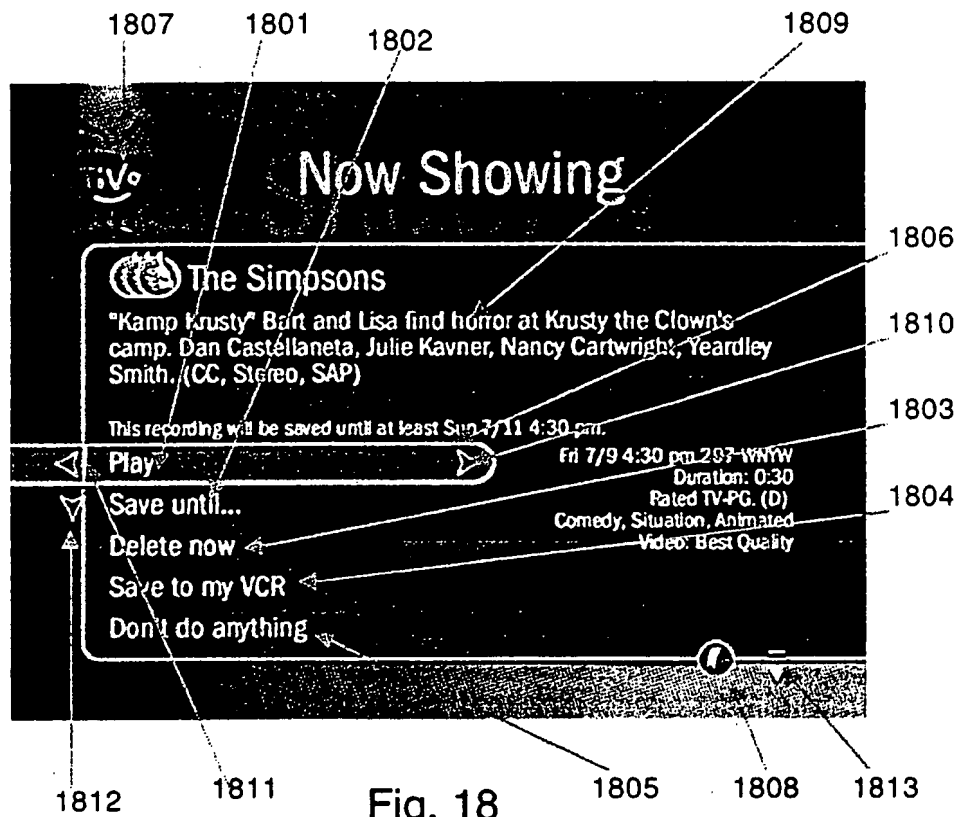 1807 1801 1802 1809
iVo
Now Showing
1806
The Simpsons
1810
"Kamp Krusty" Bart and Lisa find horror at Krusty the Clown's
camp. Dan Castellaneta, Julie Kavner, Nancy Cartwright, Yeardley
Smith. (CC, Stereo, SAP)
1803
This recording will be saved until at least Sun 7/11 4:30 pm.
Play
Fri 7/9 4:30 pm 297 WNYW
1804
Duration: 0:30
Save until...
Rated TV-PG. (D)
Comedy, Situation, Animated
Delete now
Video: Best Quality
Save to my VCR
Don't do anything
1812 1811 1805 1808 1813
Fig. 18